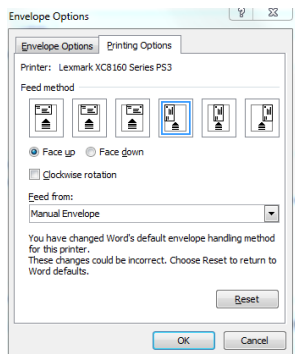 Envelope Options
Envelope Options Printing Options
Printer: Lexmark XC8160 Series PS3
Feed method
Face up Face down
Clockwise rotation
Feed from:
Manual Envelope
You have changed Word's default envelope handling method
for this printer.
These changes could be incorrect. Choose Reset to return to
Word defaults.
Reset
OK Cancel